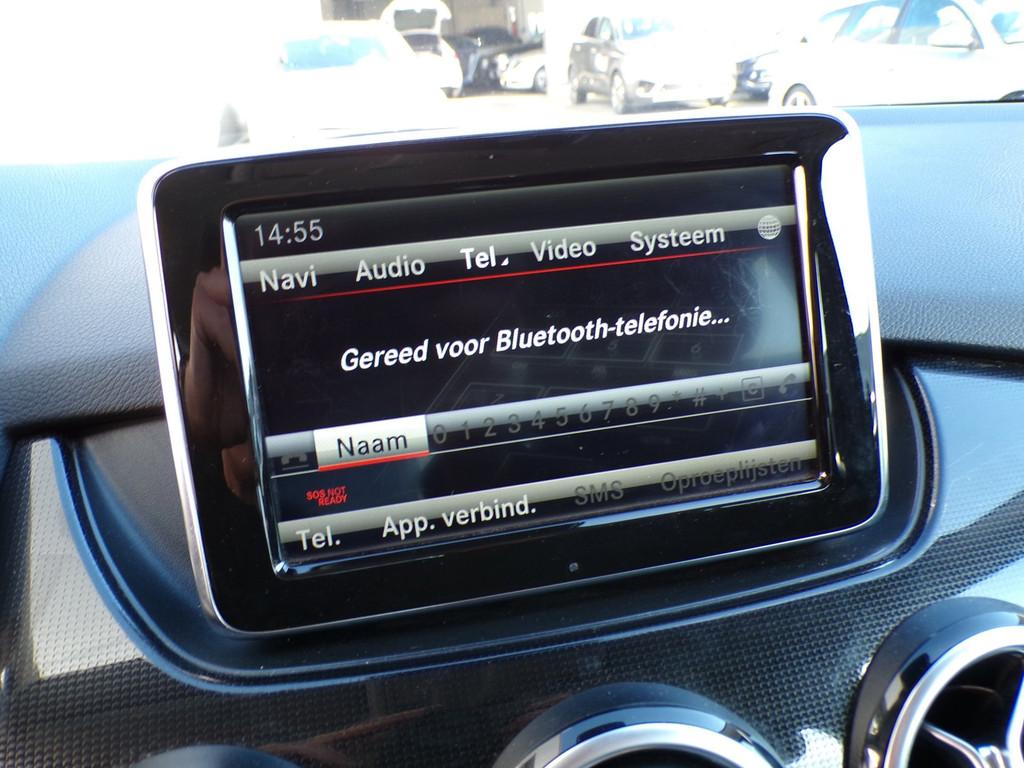 14:55
Navi Audio Tel. Video Systeem
Gereed voor Bluetooth-telefonie...
Naam 0 1 2 3 4 5 6 7 8 9 * # +
SOS NOT
READY
Tel. App. verbind. SMS Oproeplijsten